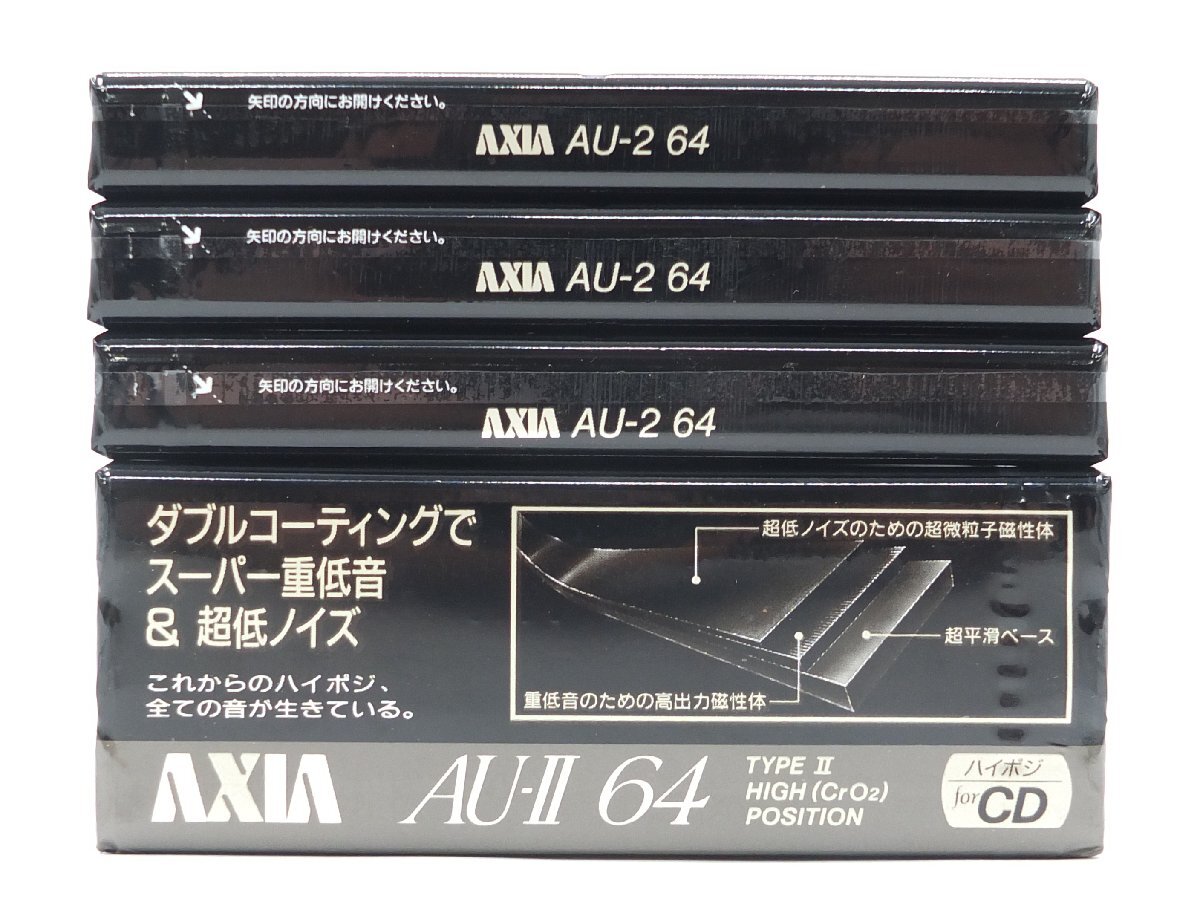 矢印の方向にお開けください。
AXIA AU-2 64
矢印の方向にお開けください。
AXIA AU-2 64
矢印の方向にお開けください。
AXIA AU-2 64
ダブルコーティングで
スーパー重低音
& 超低ノイズ
これからのハイポジ、
全ての音が生きている。
超低ノイズのための超微粒子磁性体
超平滑ベース
重低音のための高出力磁性体
AXIA AU-II 64
TYPE II
HIGH (CrO2)
POSITION
ハイポジ
for CD